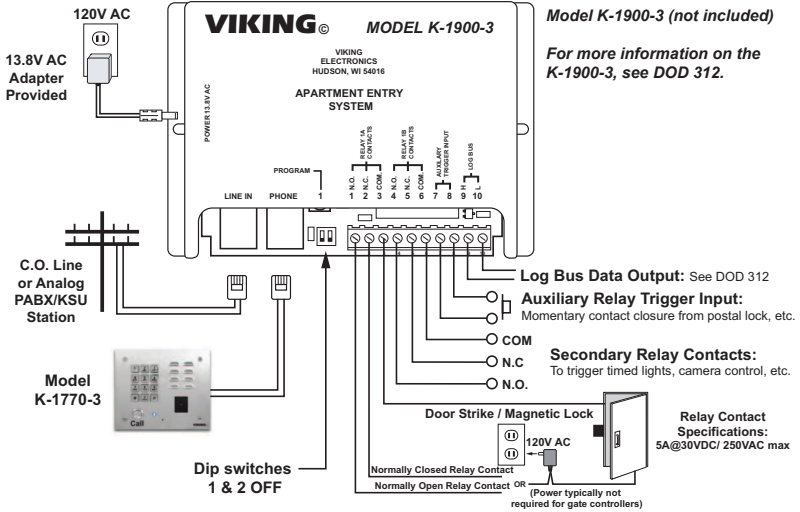 120V AC
13.8V AC
Adapter
Provided
VIKING©
MODEL K-1900-3
VIKING
ELECTRONICS
HUDSON, WI 54016
APARTMENT ENTRY
SYSTEM
POWER 13.8V AC
Model K-1900-3 (not included)
For more information on the
K-1900-3, see DOD 312.
PROGRAM
LINE IN
PHONE
1
RELAY 1A
CONTACTS
RELAY 1B
CONTACTS
AUXILARY
TRIGGER INPUT
LOG BUS
N.O. N.C. COM. N.O. N.C. COM. H L
1 2 3 4 5 6 7 8 9 10
C.O. Line
or Analog
PABX/KSU
Station
Model
K-1770-3
Call
VIKING
Dip switches
1 & 2 OFF
Log Bus Data Output: See DOD 312
Auxiliary Relay Trigger Input:
Momentary contact closure from postal lock, etc.
COM
N.C
N.O.
Secondary Relay Contacts:
To trigger timed lights, camera control, etc.
Door Strike / Magnetic Lock
120V AC
Relay Contact
Specifications:
5A@30VDC/ 250VAC max
Normally Closed Relay Contact
OR
Normally Open Relay Contact
(Power typically not
required for gate controllers)